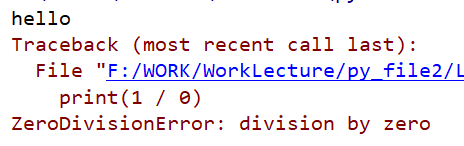 hello
Traceback (most recent call last):
File "F:/WORK/WorkLecture/py_file2/L
print(1 / 0)
ZeroDivisionError: division by zero